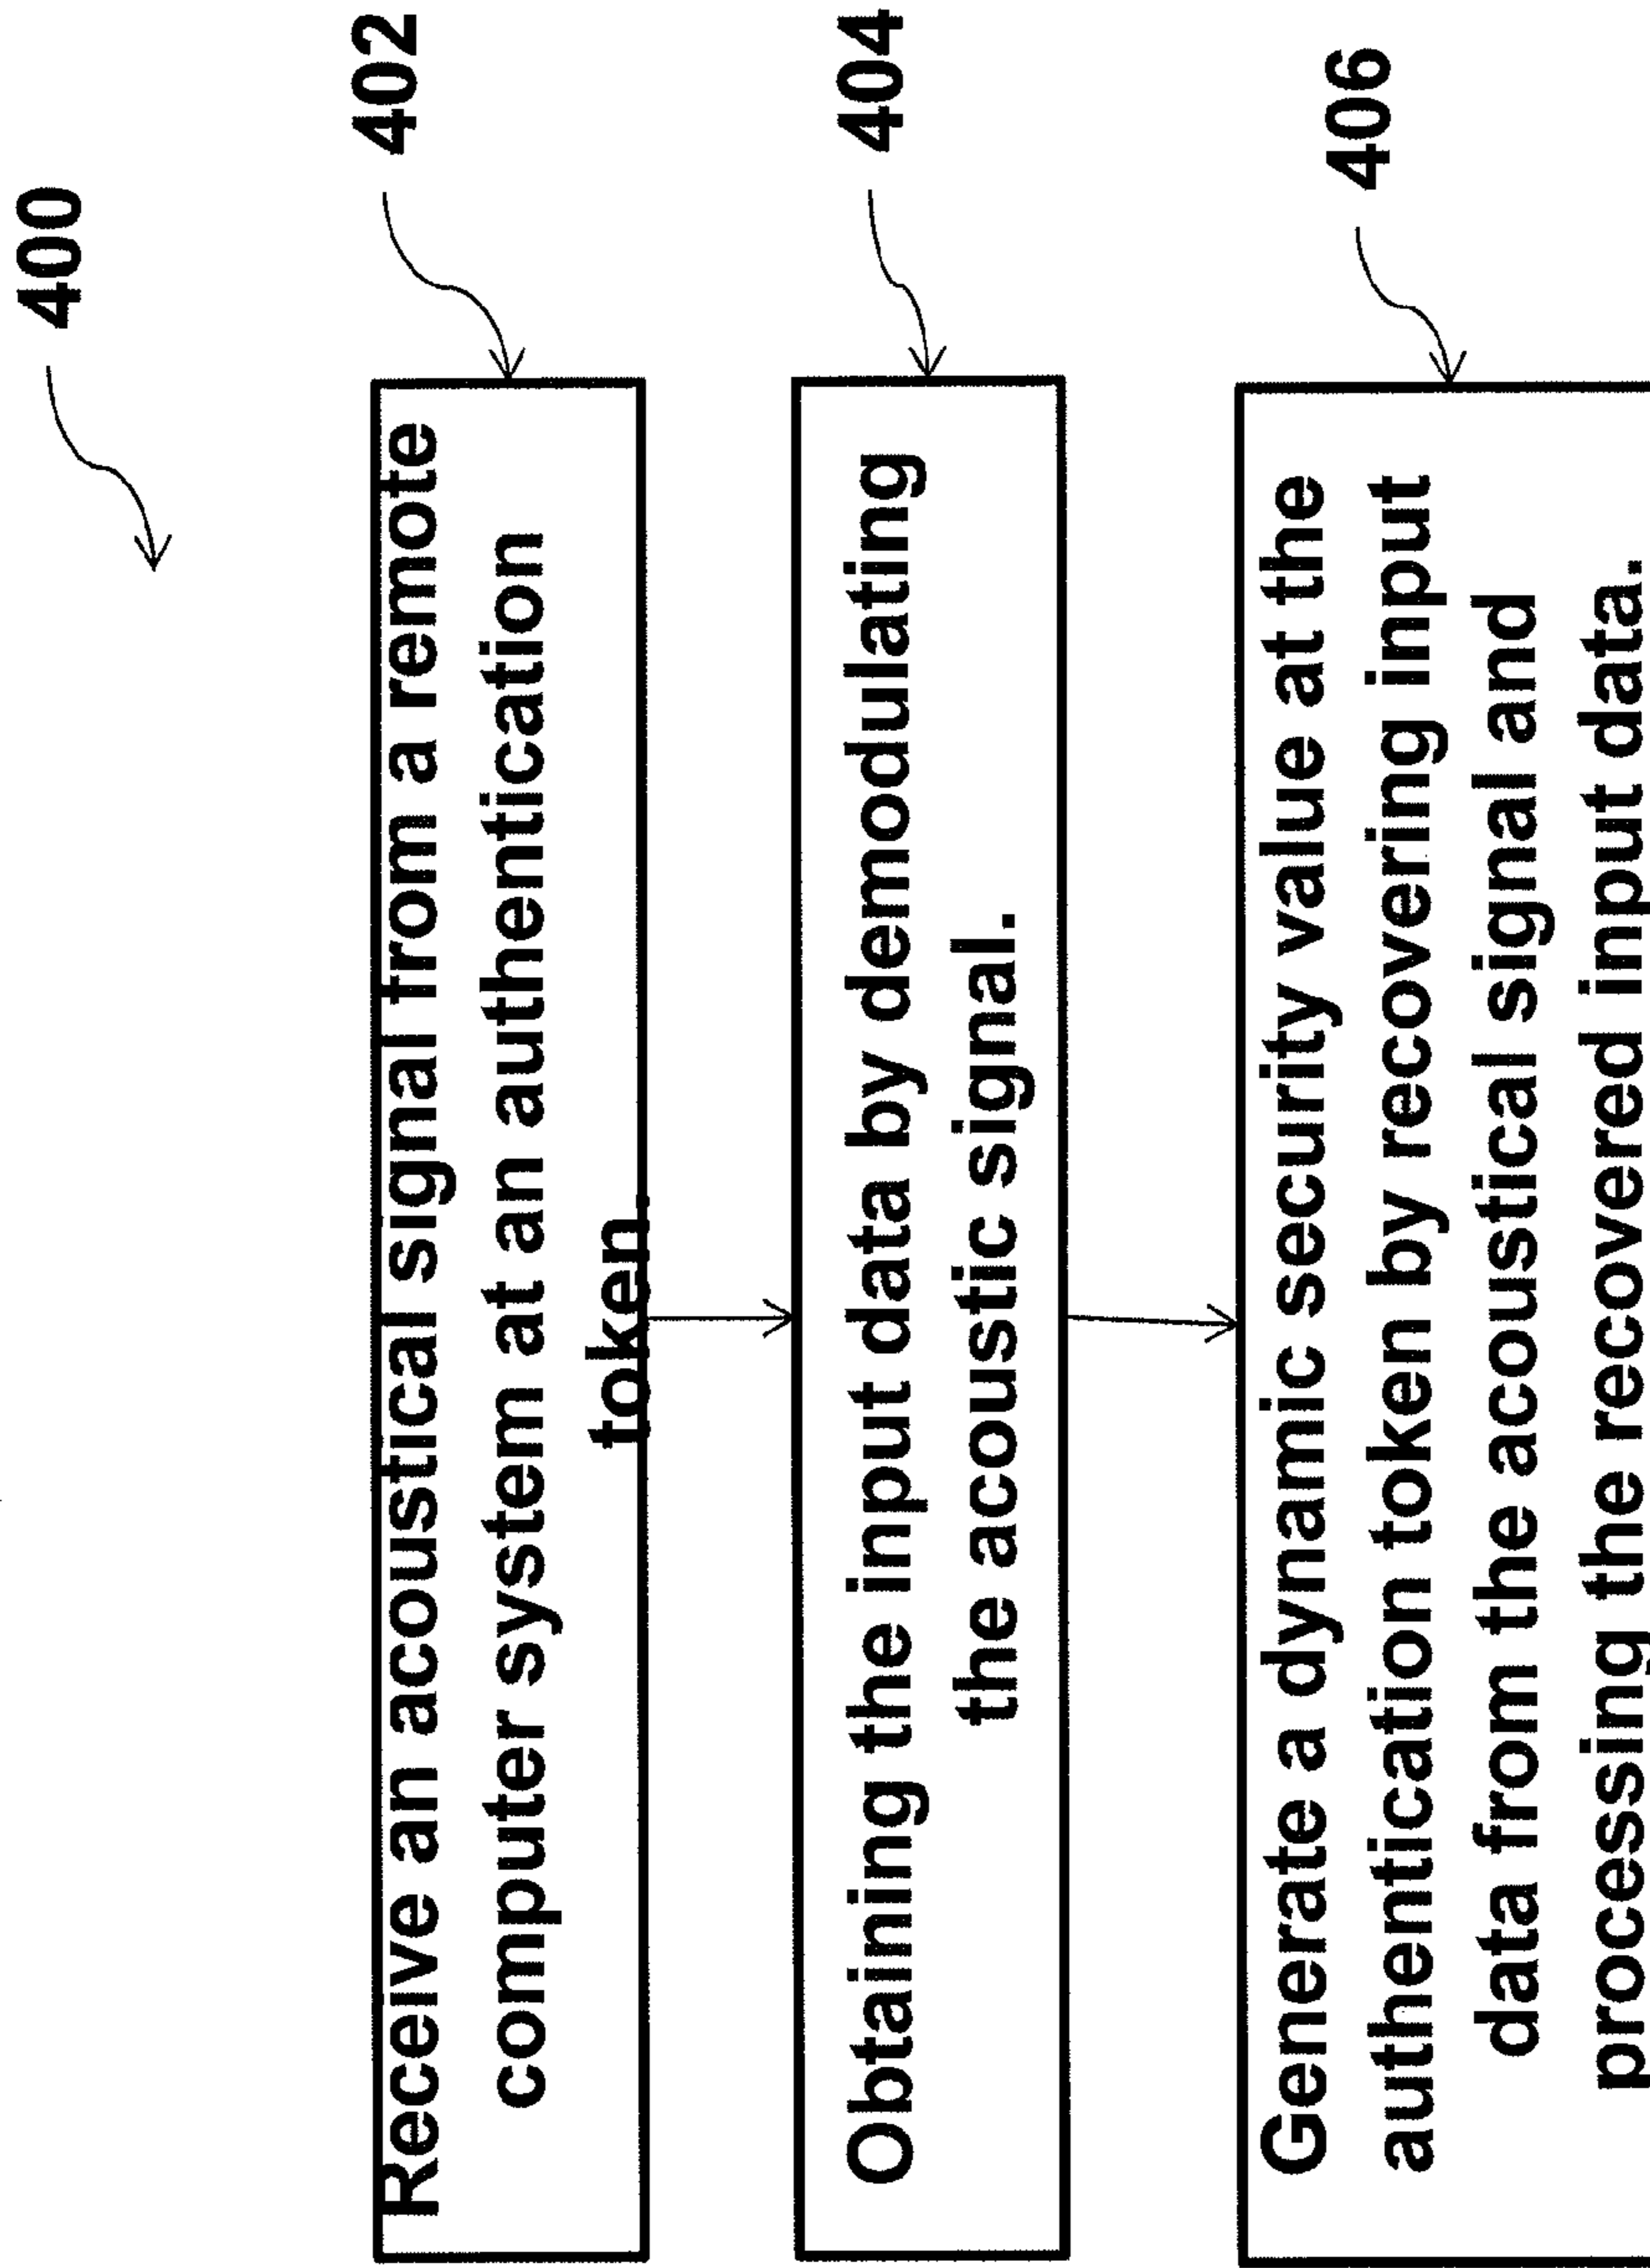 400
402
Receive an acoustical signal from a remote
computer system at an authentication
token.
404
Obtaining the input data by demodulating
the acoustic signal.
406
Generate a dynamic security value at the
authentication token by recovering input
data from the acoustical signal and
processing the recovered input data.